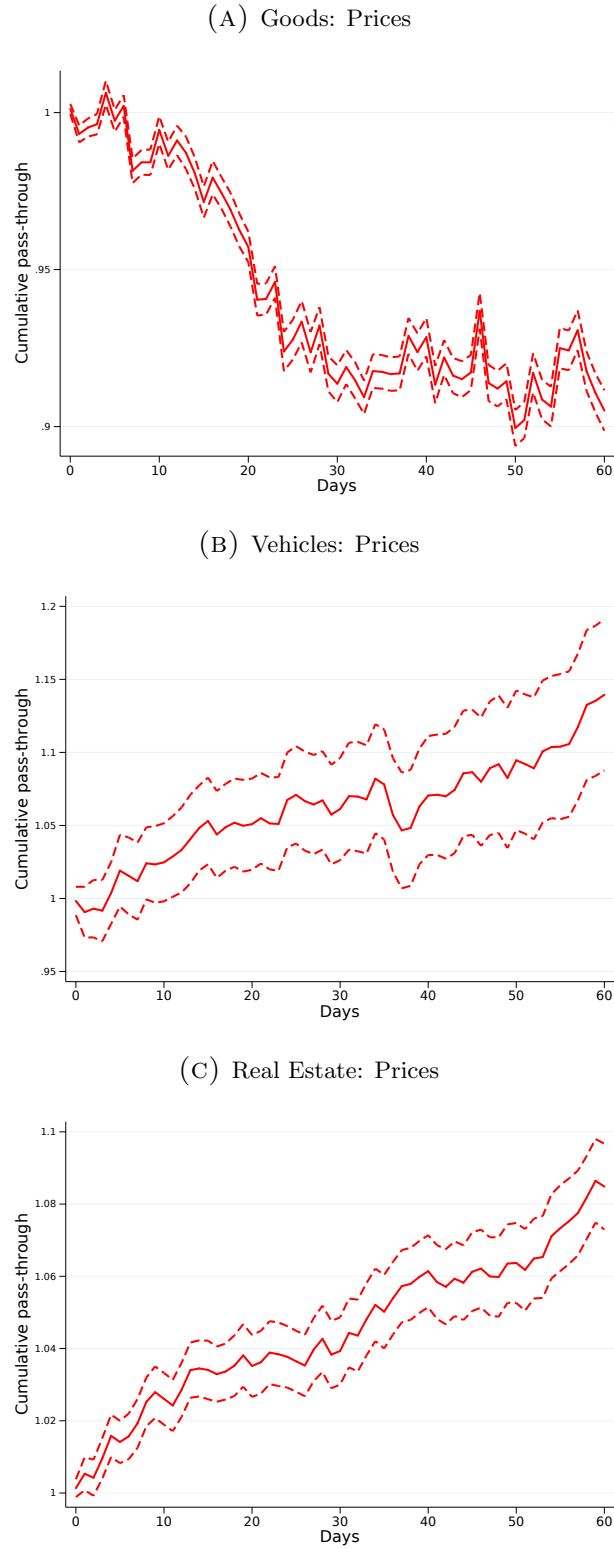 (A) Goods: Prices
Cumulative pass-through
1
.95
.9
0 10 20 30 40 50 60
Days
(B) Vehicles: Prices
Cumulative pass-through
1.2
1.15
1.1
1.05
1
.95
0 10 20 30 40 50 60
Days
(C) Real Estate: Prices
Cumulative pass-through
1.1
1.08
1.06
1.04
1.02
1
0 10 20 30 40 50 60
Days